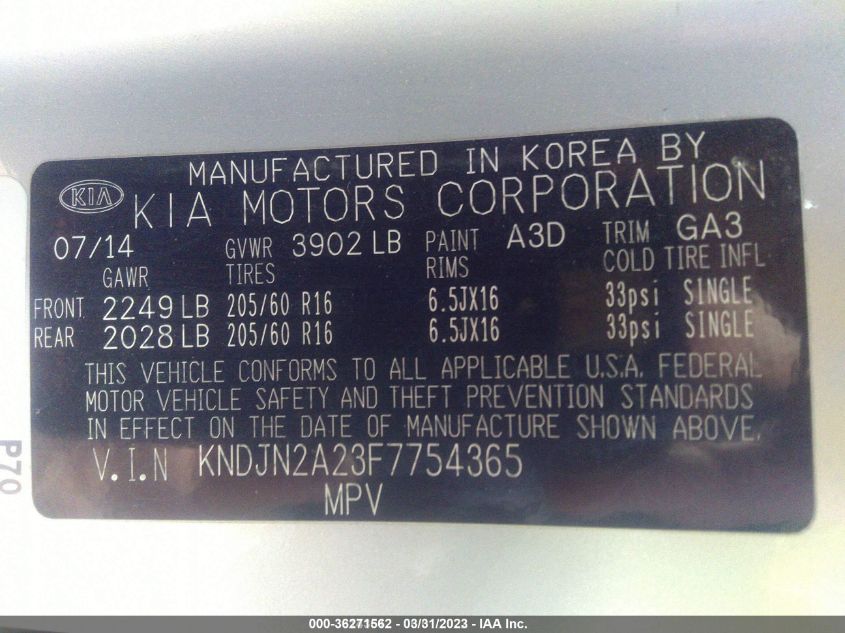 MANUFACTURED IN KOREA BY
KIA KIA MOTORS CORPORATION
07/14 GVWR 3902 LB PAINT A3D TRIM GA3
GAWR TIRES RIMS COLD TIRE INFL
FRONT 2249 LB 205/60 R16 6.5JX16 33psi SINGLE
REAR 2028 LB 205/60 R16 6.5JX16 33psi SINGLE
THIS VEHICLE CONFORMS TO ALL APPLICABLE U.S.A. FEDERAL
MOTOR VEHICLE SAFETY AND THEFT PREVENTION STANDARDS
IN EFFECT ON THE DATE OF MANUFACTURE SHOWN ABOVE.
V.I.N KNDJN2A23F7754365
MPV
P70
000-36271562 / 03/31/2023 - IAA Inc.